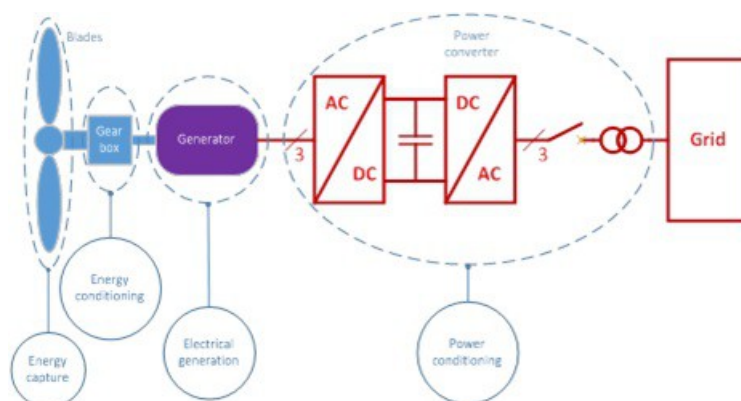 Blades
Power
converter
Gear
box
Generator
3
AC
DC
DC
AC
3
Grid
Energy
conditioning
Energy
capture
Electrical
generation
Power
conditioning